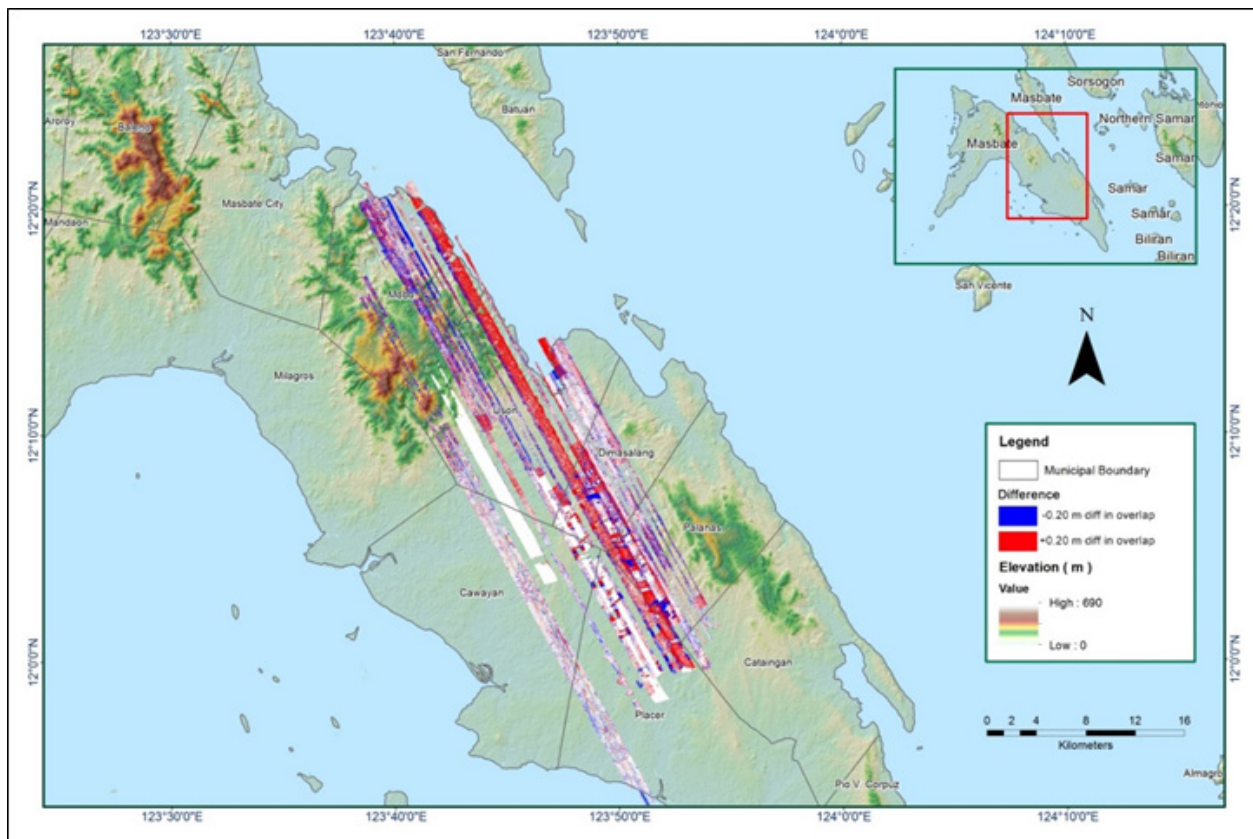 123°30'0"E 123°40'0"E 123°50'0"E 124°0'0"E 124°10'0"E
San Fernando
Batuan
Aroroy
Baleno
Masbate City
Mandaon
Mobo
Milagros
Uson
Dimasalang
Palanas
Cawayan
Cataingan
Placer
Pio V. Corpuz
Almagro
San Vicente
Sorsogon
Masbate
Northern Samar
Masbate
Samar
Samar
Samar
Biliran
Biliran
12°20'0"N 12°20'0"N
12°10'0"N 12°10'0"N
12°0'0"N 12°0'0"N
N
Legend
Municipal Boundary
Difference
-0.20 m diff in overlap
+0.20 m diff in overlap
Elevation ( m )
Value
High : 690
Low : 0
0 2 4 8 12 16
Kilometers
123°30'0"E 123°40'0"E 123°50'0"E 124°0'0"E 124°10'0"E